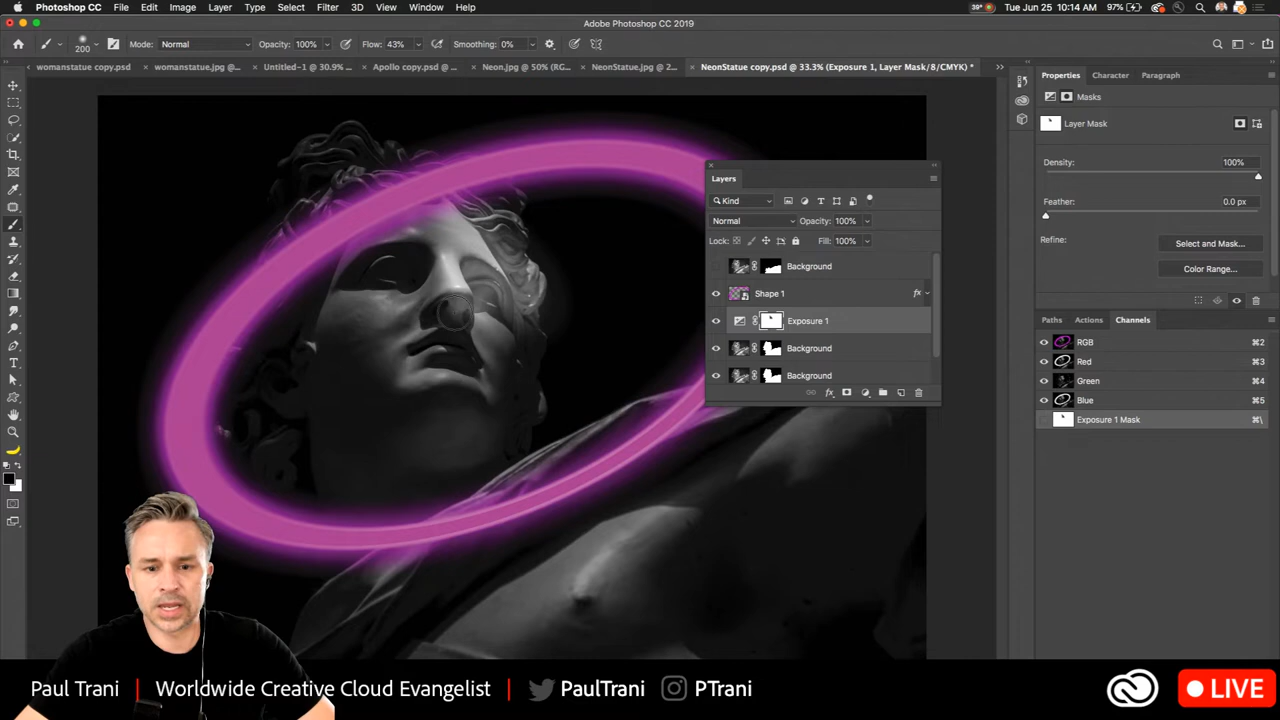 Photoshop CC File Edit Image Layer Type Select Filter 3D View Window Help 39° Tue Jun 25 10:14 AM 97%
Adobe Photoshop CC 2019
200 Mode: Normal Opacity: 100% Flow: 43% Smoothing: 0%
womanstatue copy.psd × womanstatue.jpg @... × Untitled-1 @ 30.9% ... × Apollo copy.psd @ ... × Neon.jpg @ 50% (RG... × NeonStatue.jpg @ 2... × NeonStatue copy.psd @ 33.3% (Exposure 1, Layer Mask/8/CMYK) *
Properties Character Paragraph
Masks
Layer Mask
Density: 100%
Feather: 0.0 px
Refine: Select and Mask...
Color Range...
Layers
Kind
Normal Opacity: 100%
Lock: Fill: 100%
Background
Shape 1 fx
Exposure 1
Background
Background
Paths Actions Channels
RGB ⌘2
Red ⌘3
Green ⌘4
Blue ⌘5
Exposure 1 Mask ⌘\
Paul Trani | Worldwide Creative Cloud Evangelist | PaulTrani PTrani LIVE